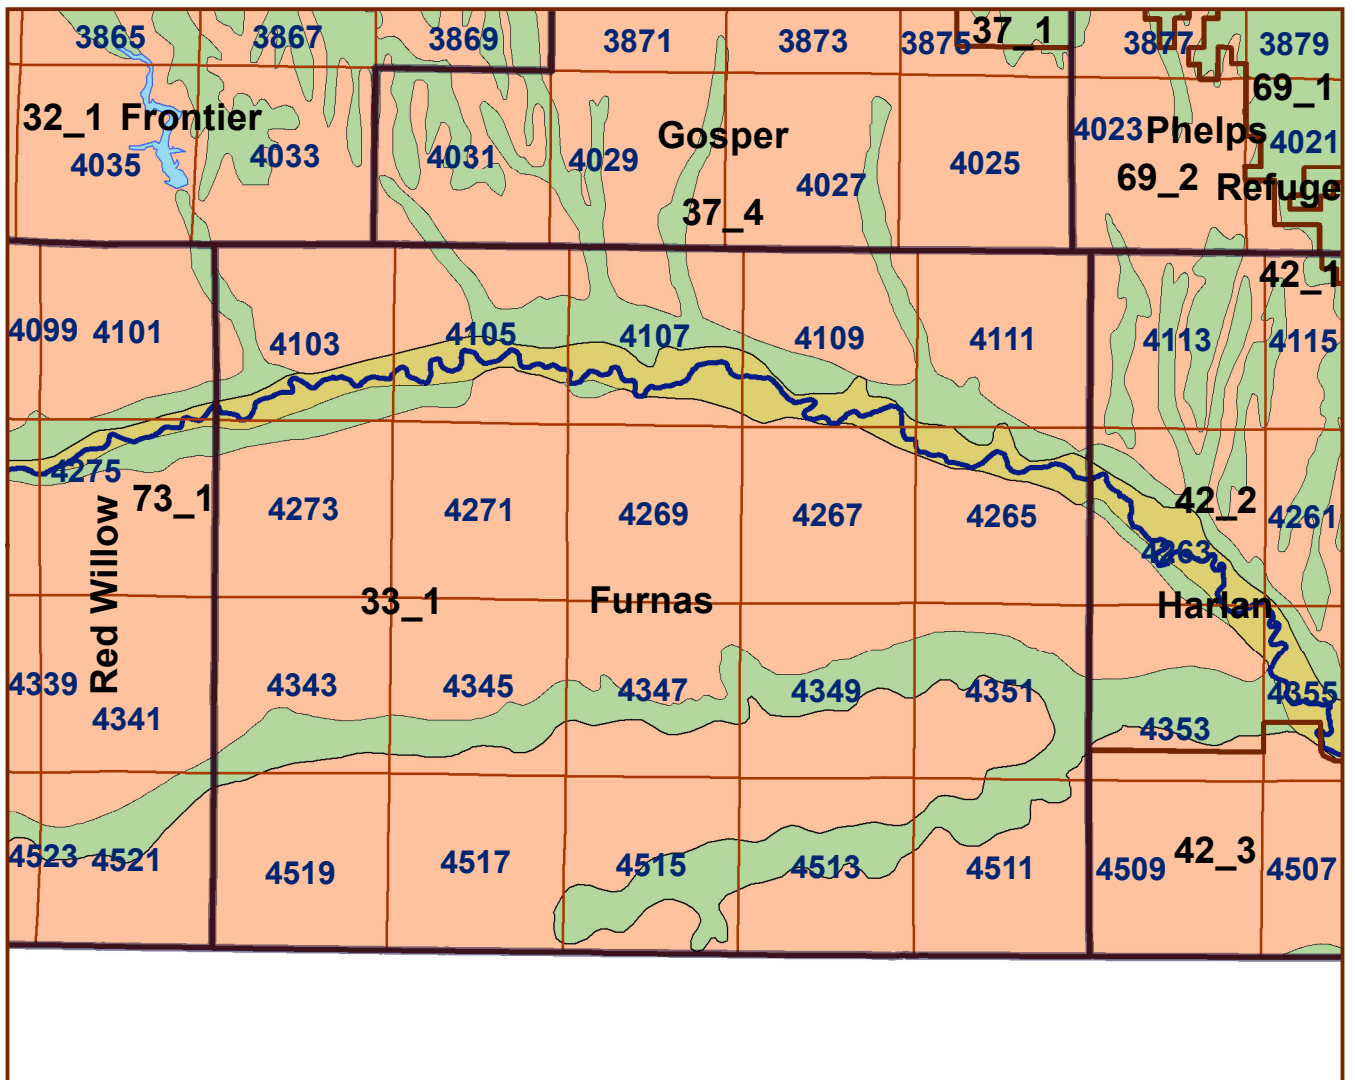 3865 3867 3869 3871 3873 3875 37_1 3877 3879
69_1
32_1 Frontier Gosper 4023 Phelps 4021
4035 4033 4031 4029 4027 4025 69_2 Refuge
37_4
42_1
4099 4101 4103 4105 4107 4109 4111 4113 4115
4275 73_1 4273 4271 4269 4267 4265 42_2 4261
4263
Red Willow 33_1 Furnas Harlan
4339 4341 4343 4345 4347 4349 4351 4353 4355
4523 4521 4519 4517 4515 4513 4511 4509 42_3 4507